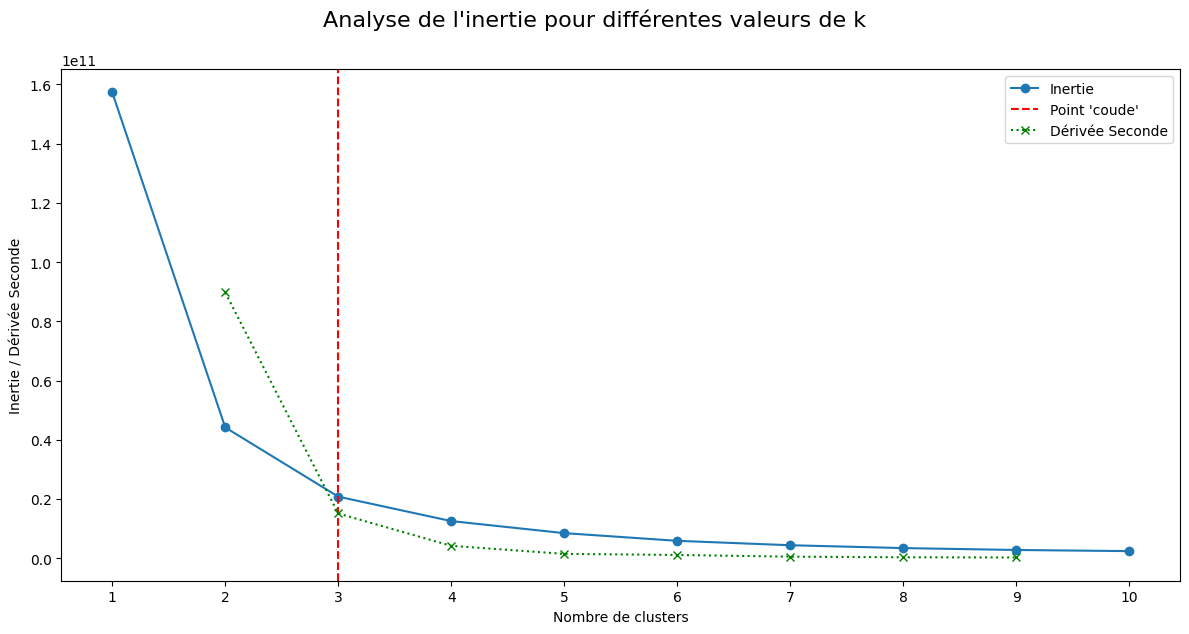 Analyse de l'inertie pour différentes valeurs de k
1e11
1.6
1.4
1.2
1.0
0.8
0.6
0.4
0.2
0.0
Inertie / Dérivée Seconde
Inertie
Point 'coude'
Dérivée Seconde
1 2 3 4 5 6 7 8 9 10
Nombre de clusters